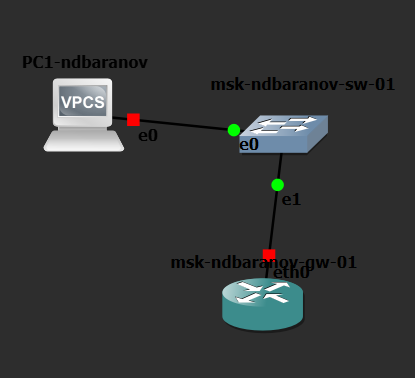 PC1-ndbaranov
msk-ndbaranov-sw-01
VPCS
e0
e0
e1
msk-ndbaranov-gw-01
eth0